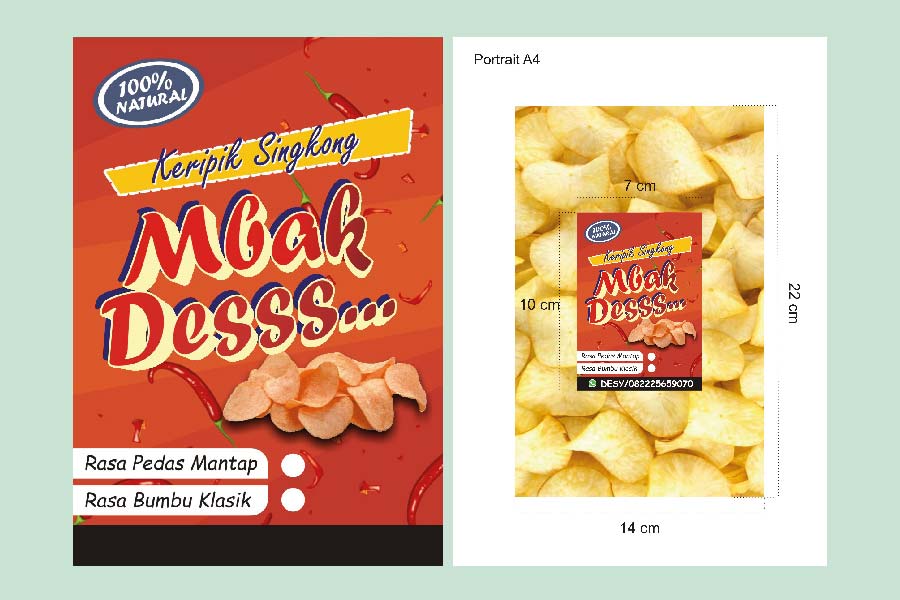 100%
NATURAL
Keripik Singkong
Mbak
Desss...
Rasa Pedas Mantap
Rasa Bumbu Klasik
Portrait A4
7 cm
10 cm
22 cm
14 cm
100%
NATURAL
Keripik Singkong
Mbak
Desss...
Rasa Pedas Mantap
Rasa Bumbu Klasik
DESY/082225659070